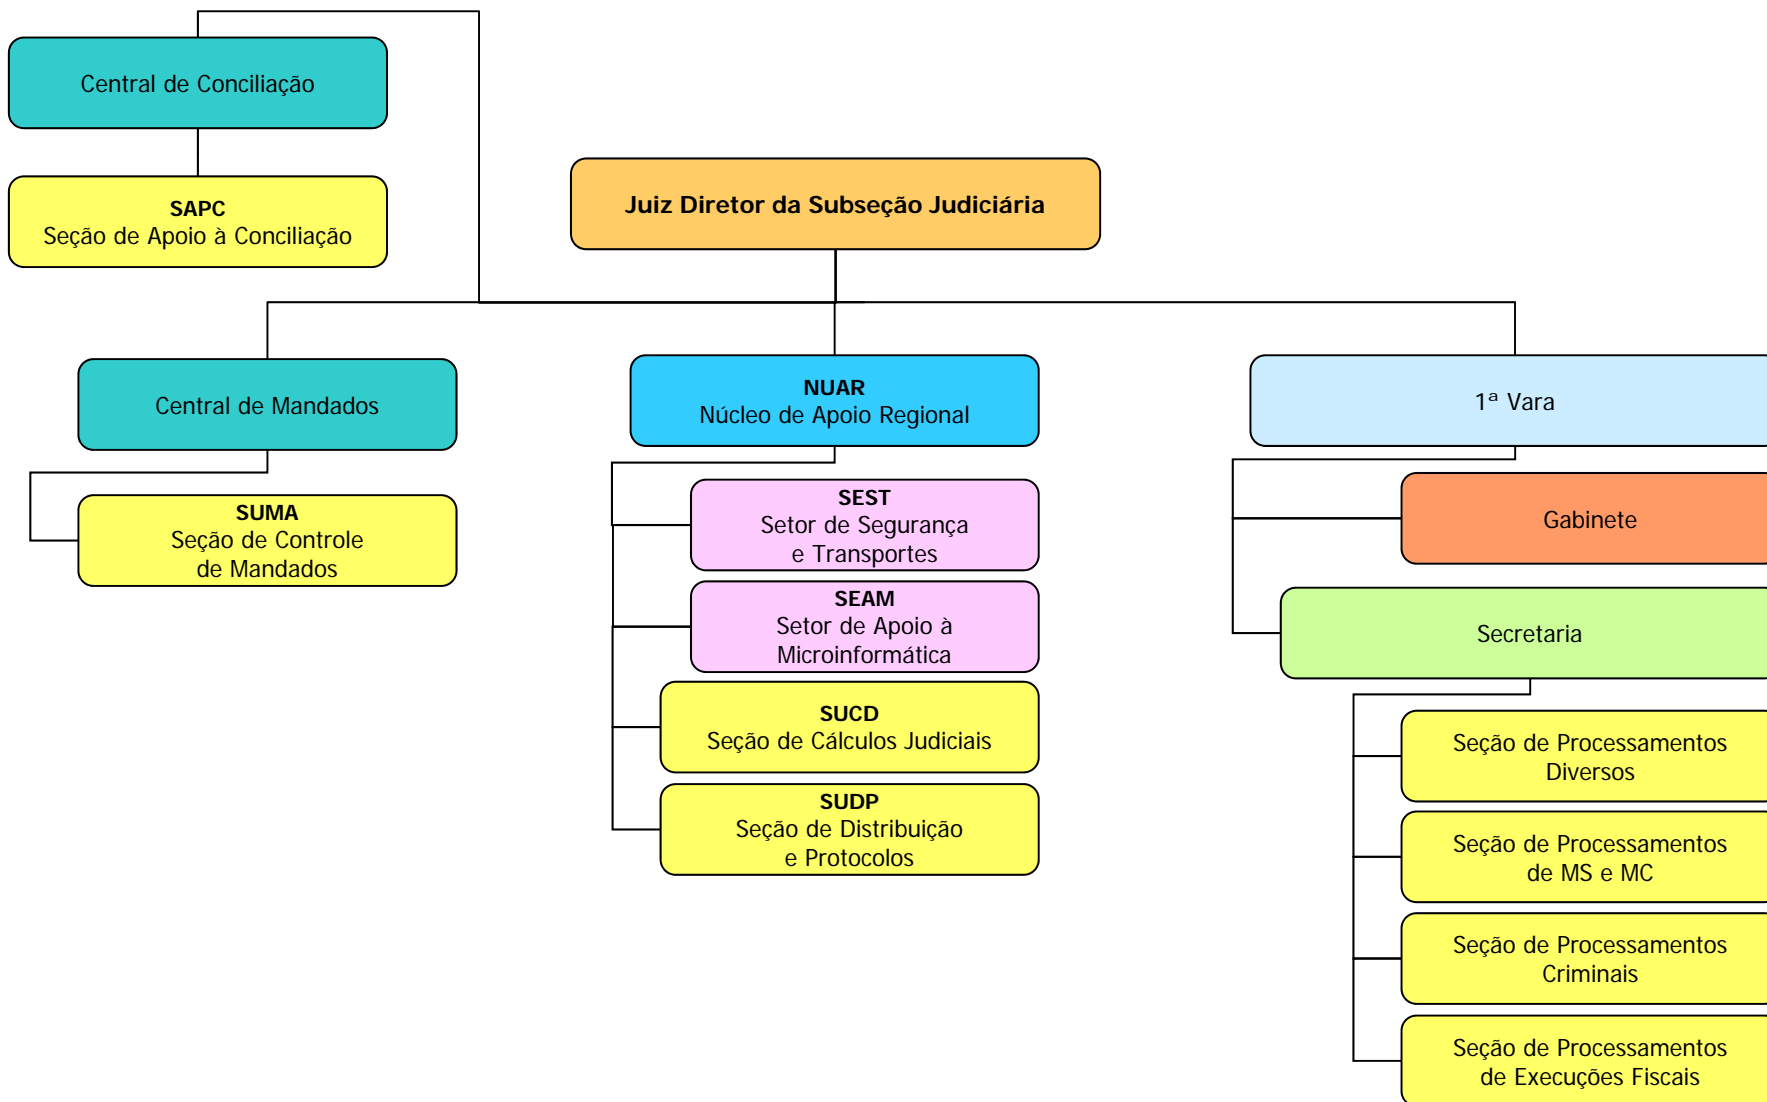 Central de Conciliação
SAPC
Seção de Apoio à Conciliação
Juiz Diretor da Subseção Judiciária
Central de Mandados
SUMA
Seção de Controle
de Mandados
NUAR
Núcleo de Apoio Regional
SEST
Setor de Segurança
e Transportes
SEAM
Setor de Apoio à
Microinformática
SUCD
Seção de Cálculos Judiciais
SUDP
Seção de Distribuição
e Protocolos
1ª Vara
Gabinete
Secretaria
Seção de Processamentos
Diversos
Seção de Processamentos
de MS e MC
Seção de Processamentos
Criminais
Seção de Processamentos
de Execuções Fiscais